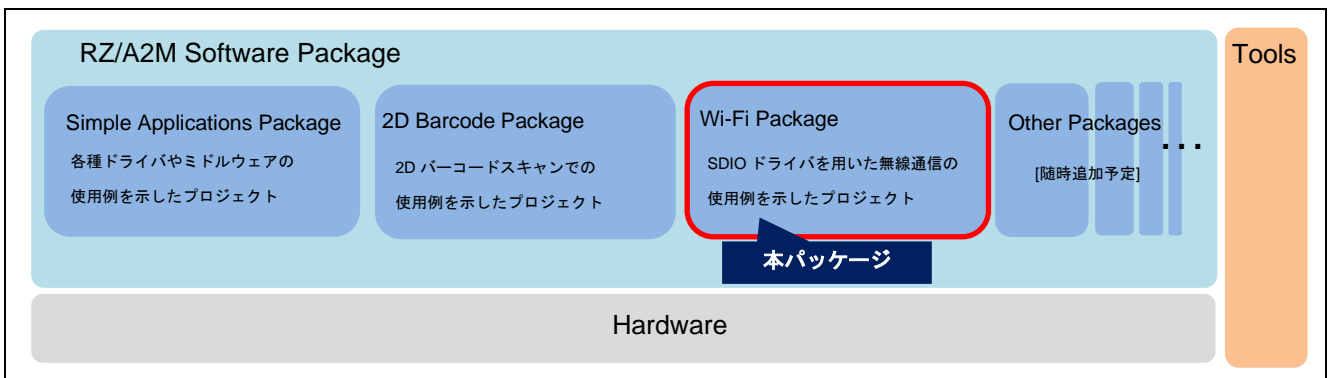 RZ/A2M Software Package
Tools
Simple Applications Package
各種ドライバやミドルウェアの
使用例を示したプロジェクト
2D Barcode Package
2D バーコードスキャンでの
使用例を示したプロジェクト
Wi-Fi Package
SDIO ドライバを用いた無線通信の
使用例を示したプロジェクト
本パッケージ
Other Packages
...
[随時追加予定]
Hardware